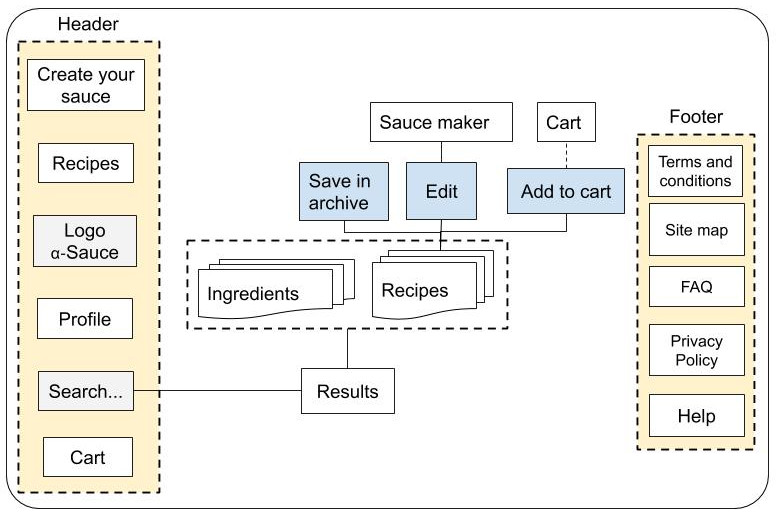 Header
Create your
sauce
Recipes
Logo
α-Sauce
Profile
Search...
Cart
Sauce maker
Cart
Save in
archive
Edit
Add to cart
Ingredients
Recipes
Results
Footer
Terms and
conditions
Site map
FAQ
Privacy
Policy
Help